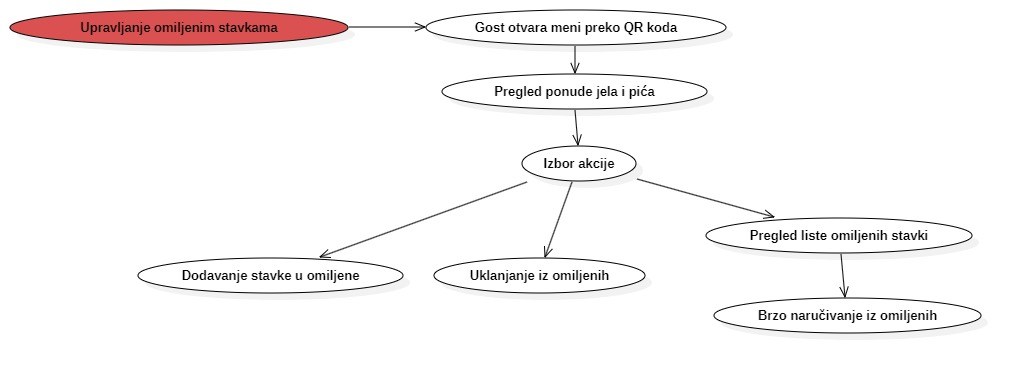 Upravljanje omiljenim stavkama
Gost otvara meni preko QR koda
Pregled ponude jela i pića
Izbor akcije
Pregled liste omiljenih stavki
Dodavanje stavke u omiljene
Uklanjanje iz omiljenih
Brzo naručivanje iz omiljenih